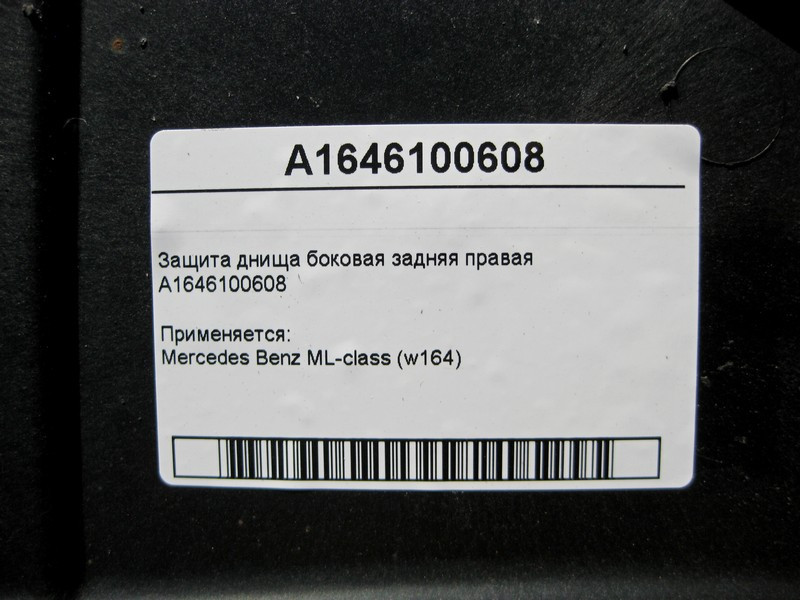 A1646100608
Защита днища боковая задняя правая
A1646100608
Применяется:
Mercedes Benz ML-class (w164)